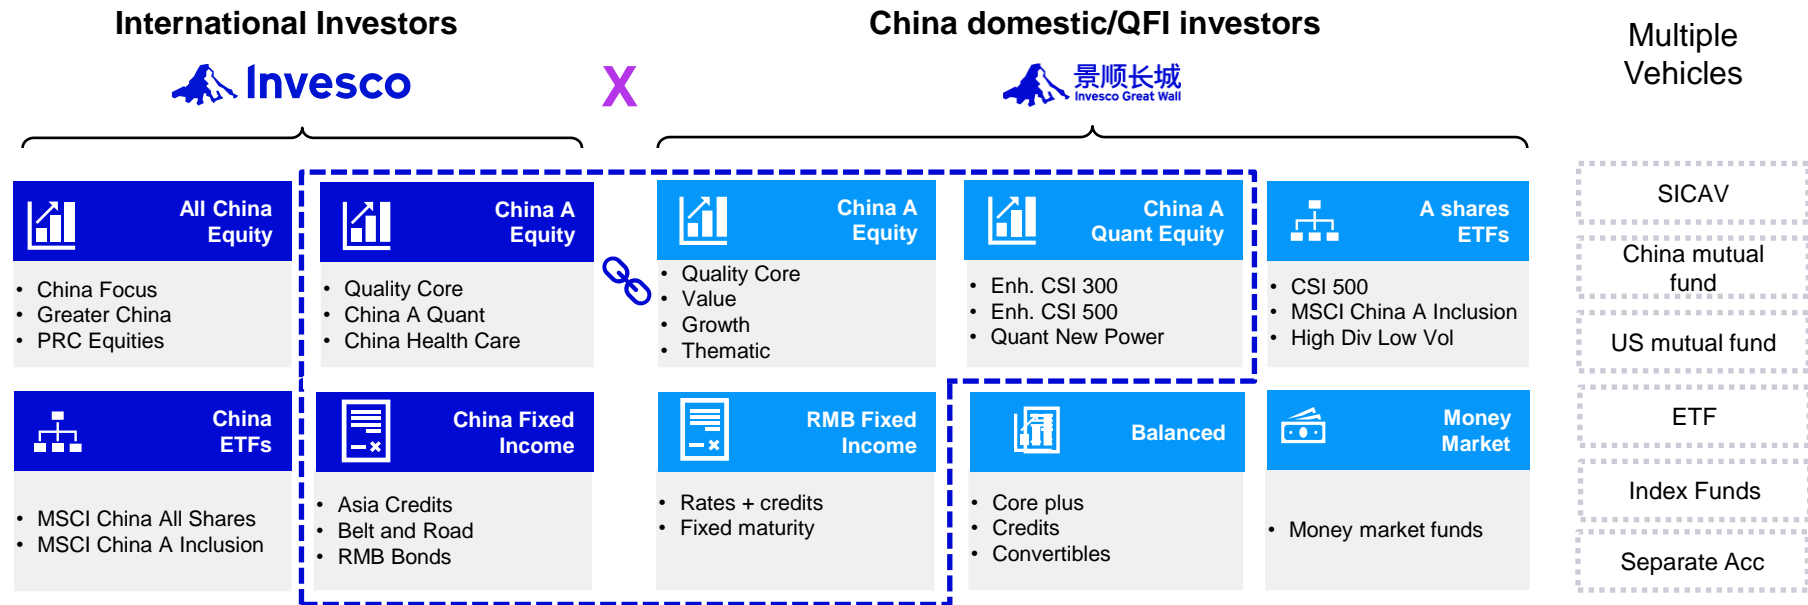 International Investors
China domestic/QFI investors
Multiple
Vehicles
Invesco
X
景顺长城
Invesco Great Wall
All China
Equity
• China Focus
• Greater China
• PRC Equities
China A
Equity
• Quality Core
• China A Quant
• China Health Care
China A
Equity
• Quality Core
• Value
• Growth
• Thematic
China A
Quant Equity
• Enh. CSI 300
• Enh. CSI 500
• Quant New Power
A shares
ETFs
• CSI 500
• MSCI China A Inclusion
• High Div Low Vol
China
ETFs
• MSCI China All Shares
• MSCI China A Inclusion
China Fixed
Income
• Asia Credits
• Belt and Road
• RMB Bonds
RMB Fixed
Income
• Rates + credits
• Fixed maturity
Balanced
• Core plus
• Credits
• Convertibles
Money
Market
• Money market funds
SICAV
China mutual
fund
US mutual fund
ETF
Index Funds
Separate Acc